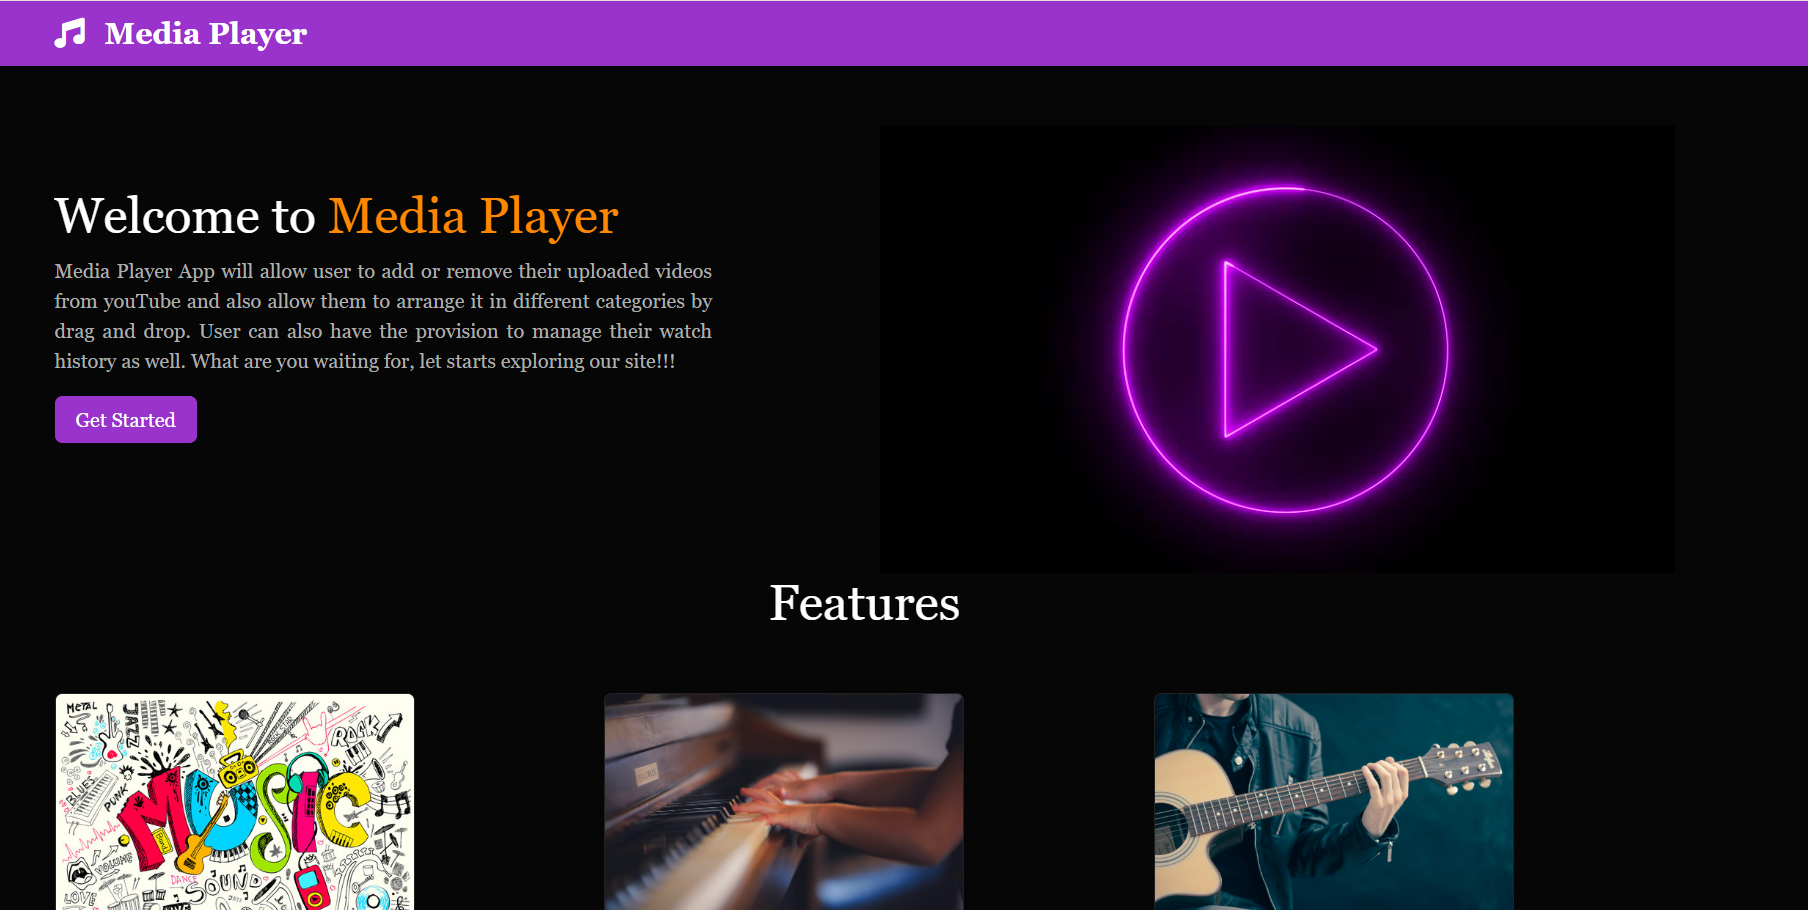 Media Player
Welcome to Media Player
Media Player App will allow user to add or remove their uploaded videos
from youTube and also allow them to arrange it in different categories by
drag and drop. User can also have the provision to manage their watch
history as well. What are you waiting for, let starts exploring our site!!!
Get Started
Features
METAL
JAZZ
ROCK
BLUES
PUNK
MUSIC
VOLUME
DANCE
SOUND
LOVE